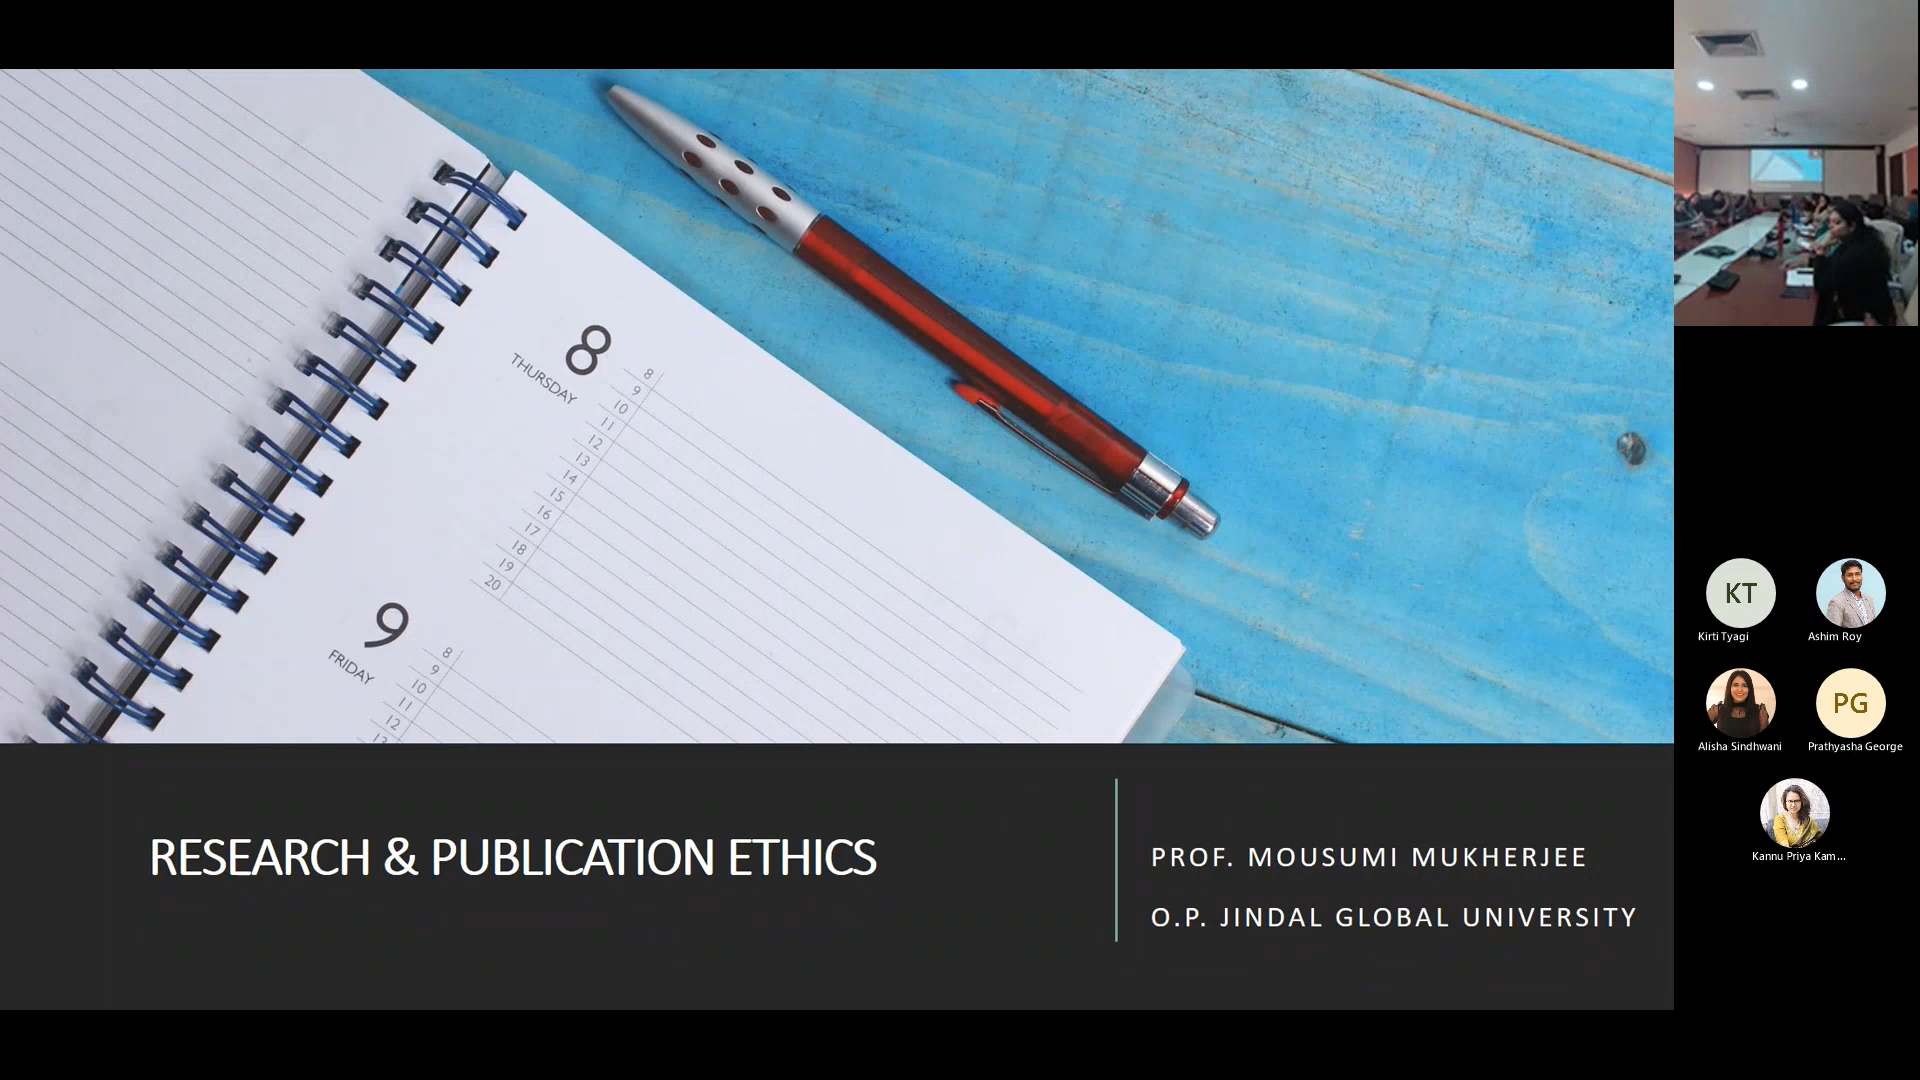 8
THURSDAY
8
9
10
11
12
13
14
15
16
17
18
19
20
9
FRIDAY
8
9
10
11
12
13
RESEARCH & PUBLICATION ETHICS
PROF. MOUSUMI MUKHERJEE
O.P. JINDAL GLOBAL UNIVERSITY
KT
Kirti Tyagi
Ashim Roy
Alisha Sindhwani
PG
Prathyasha George
Kannu Priya Kam...